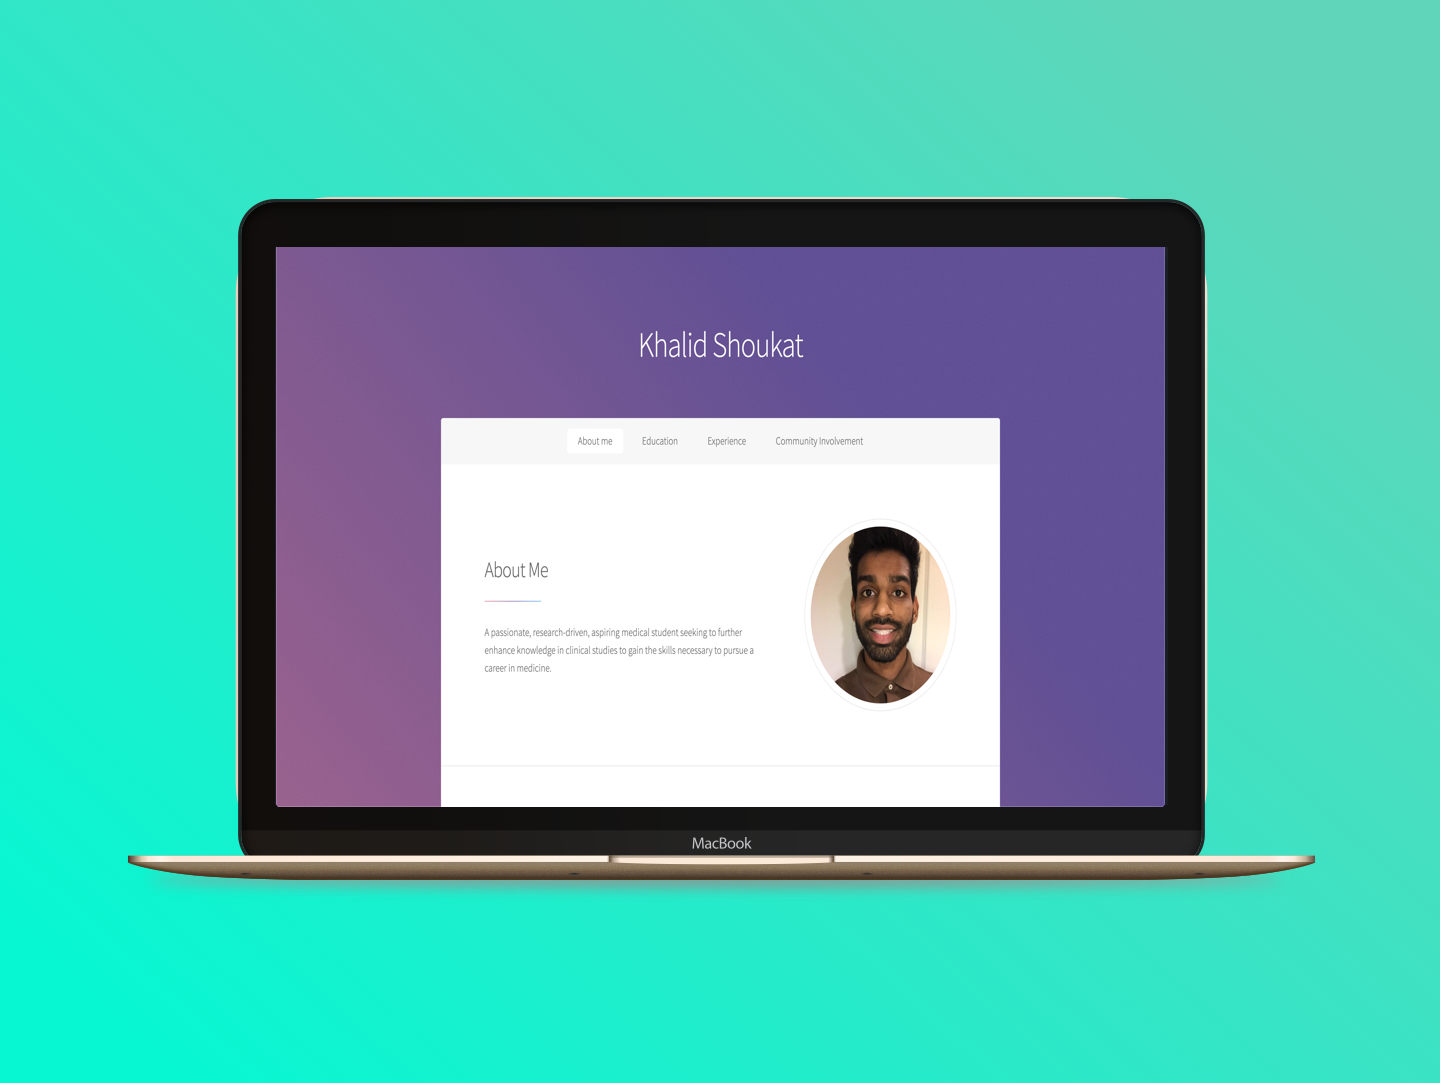 Khalid Shoukat
About me Education Experience Community Involvement
About Me
A passionate, research-driven, aspiring medical student seeking to further
enhance knowledge in clinical studies to gain the skills necessary to pursue a
career in medicine.
MacBook